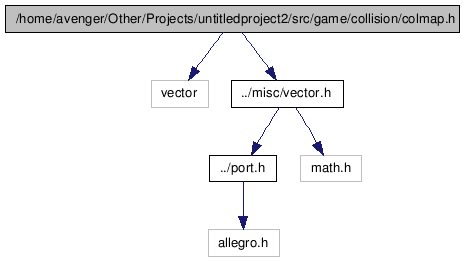 /home/avenger/Other/Projects/untitledproject2/src/game/collision/colmap.h
vector
../misc/vector.h
../port.h
math.h
allegro.h